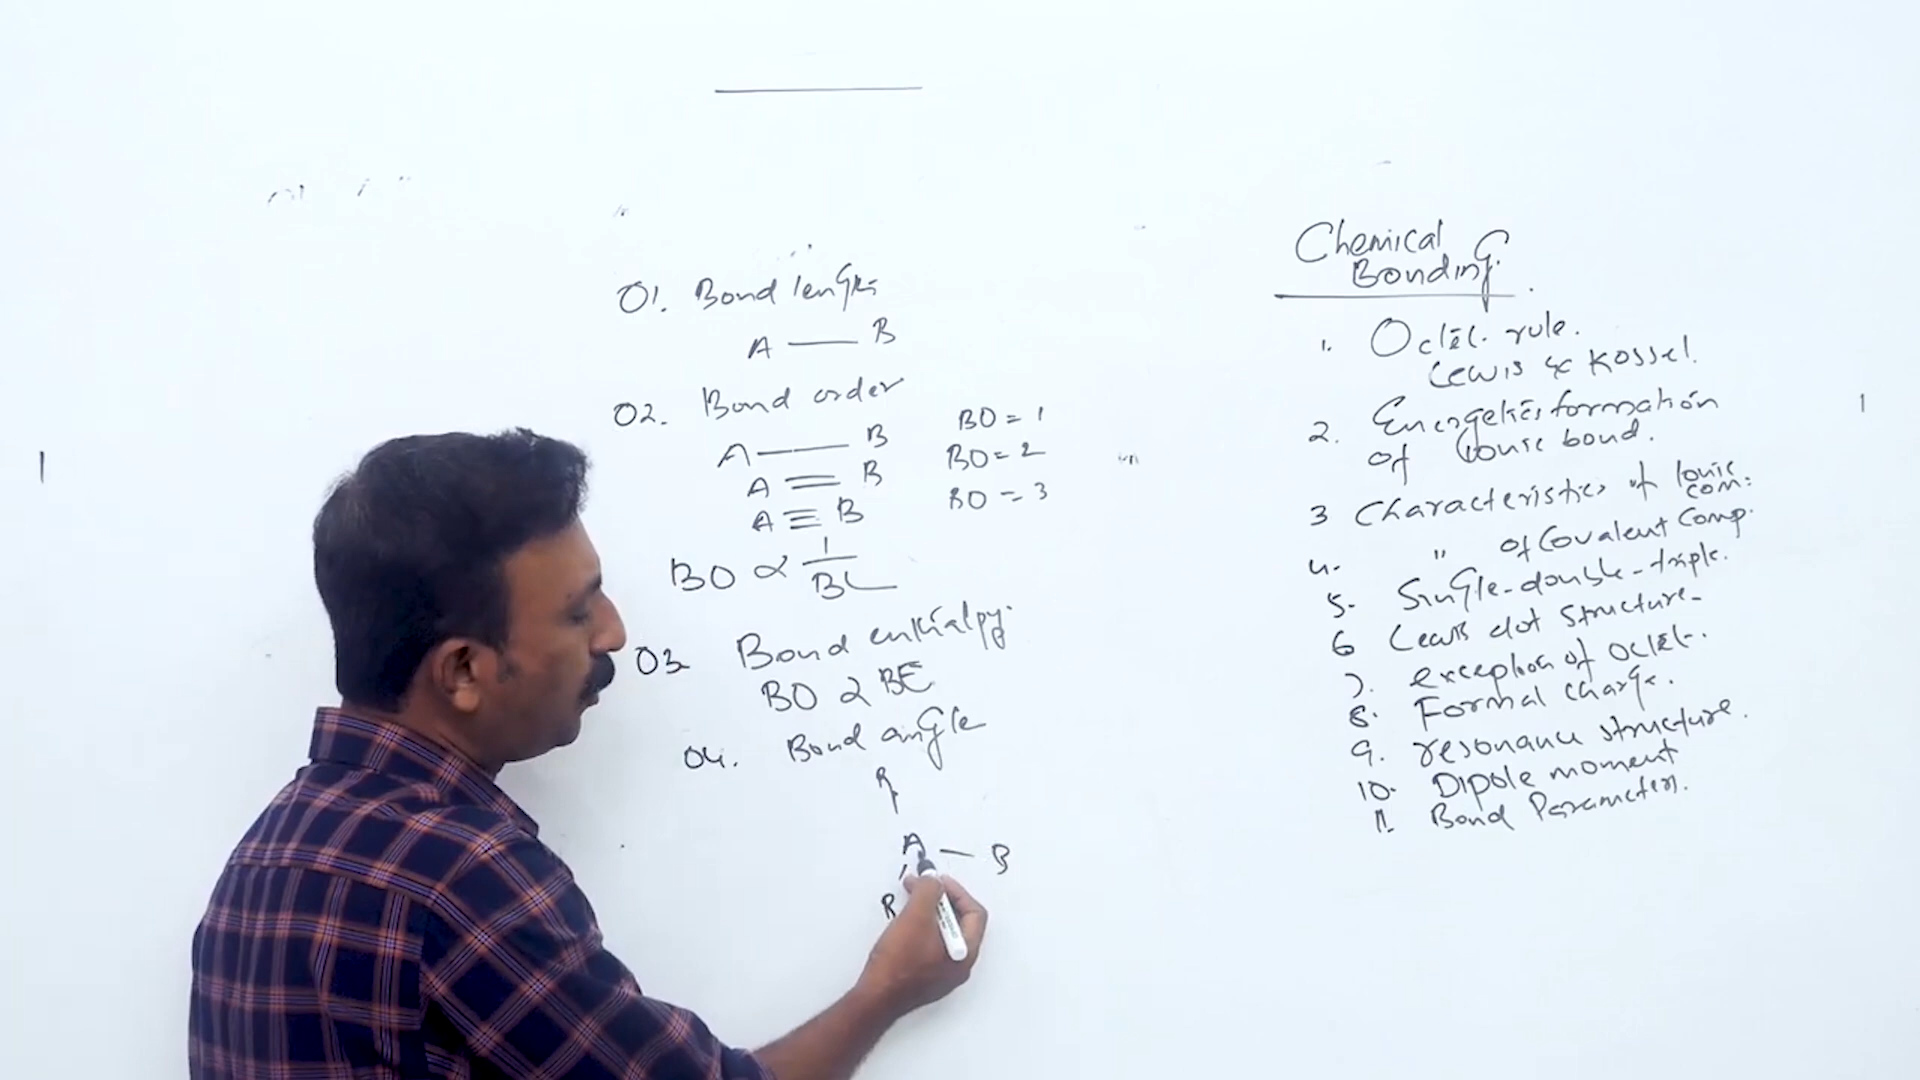 01. Bond length
A — B
02. Bond order
A — B BO = 1
A = B BO = 2
A ≡ B BO = 3
BO ∝ 1/BL
03 Bond enthalpy.
BO ∝ BE
04. Bond angle
A — B
Chemical
Bonding.
1. Octet. rule.
Lewis & Kossel.
2. Energetics formation
of Ionic bond.
3 Characteristics of Ionic
com:
4. " of Covalent Comp.
5. Single-double-triple.
6 Lewis dot structure-
7. exception of Octet-.
8. Formal charge.
9. resonance structure.
10. Dipole moment
11. Bond Parameters.